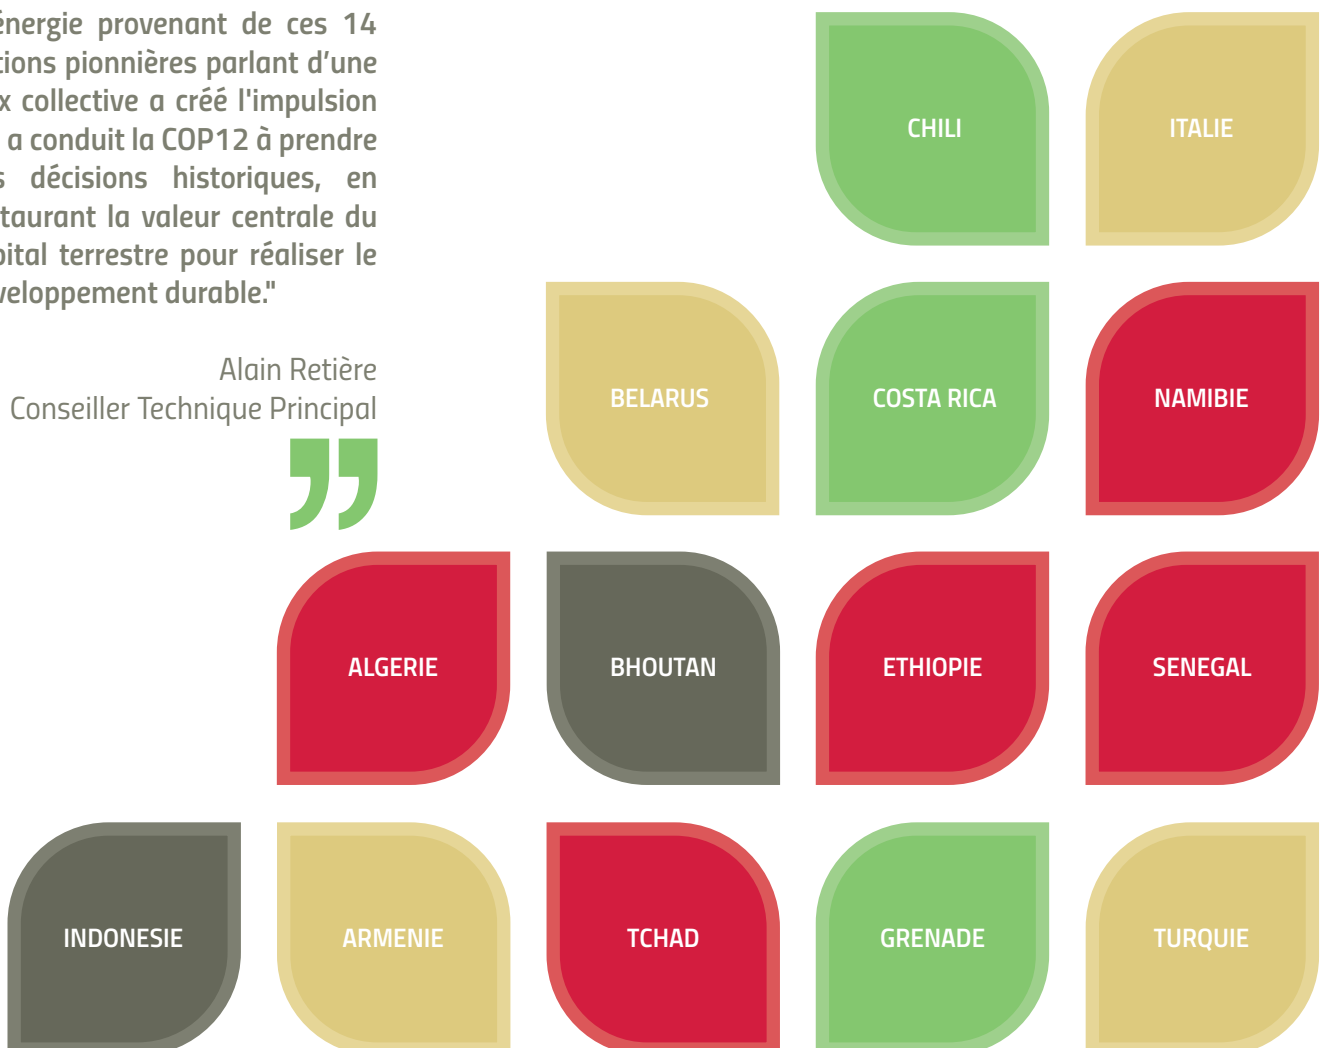 énergie provenant de ces 14
tions pionnières parlant d’une
x collective a créé l'impulsion
a conduit la COP12 à prendre
s décisions historiques, en
taurant la valeur centrale du
pital terrestre pour réaliser le
veloppement durable."
Alain Retière
Conseiller Technique Principal
”
CHILI
ITALIE
BELARUS
COSTA RICA
NAMIBIE
ALGERIE
BHOUTAN
ETHIOPIE
SENEGAL
INDONESIE
ARMENIE
TCHAD
GRENADE
TURQUIE